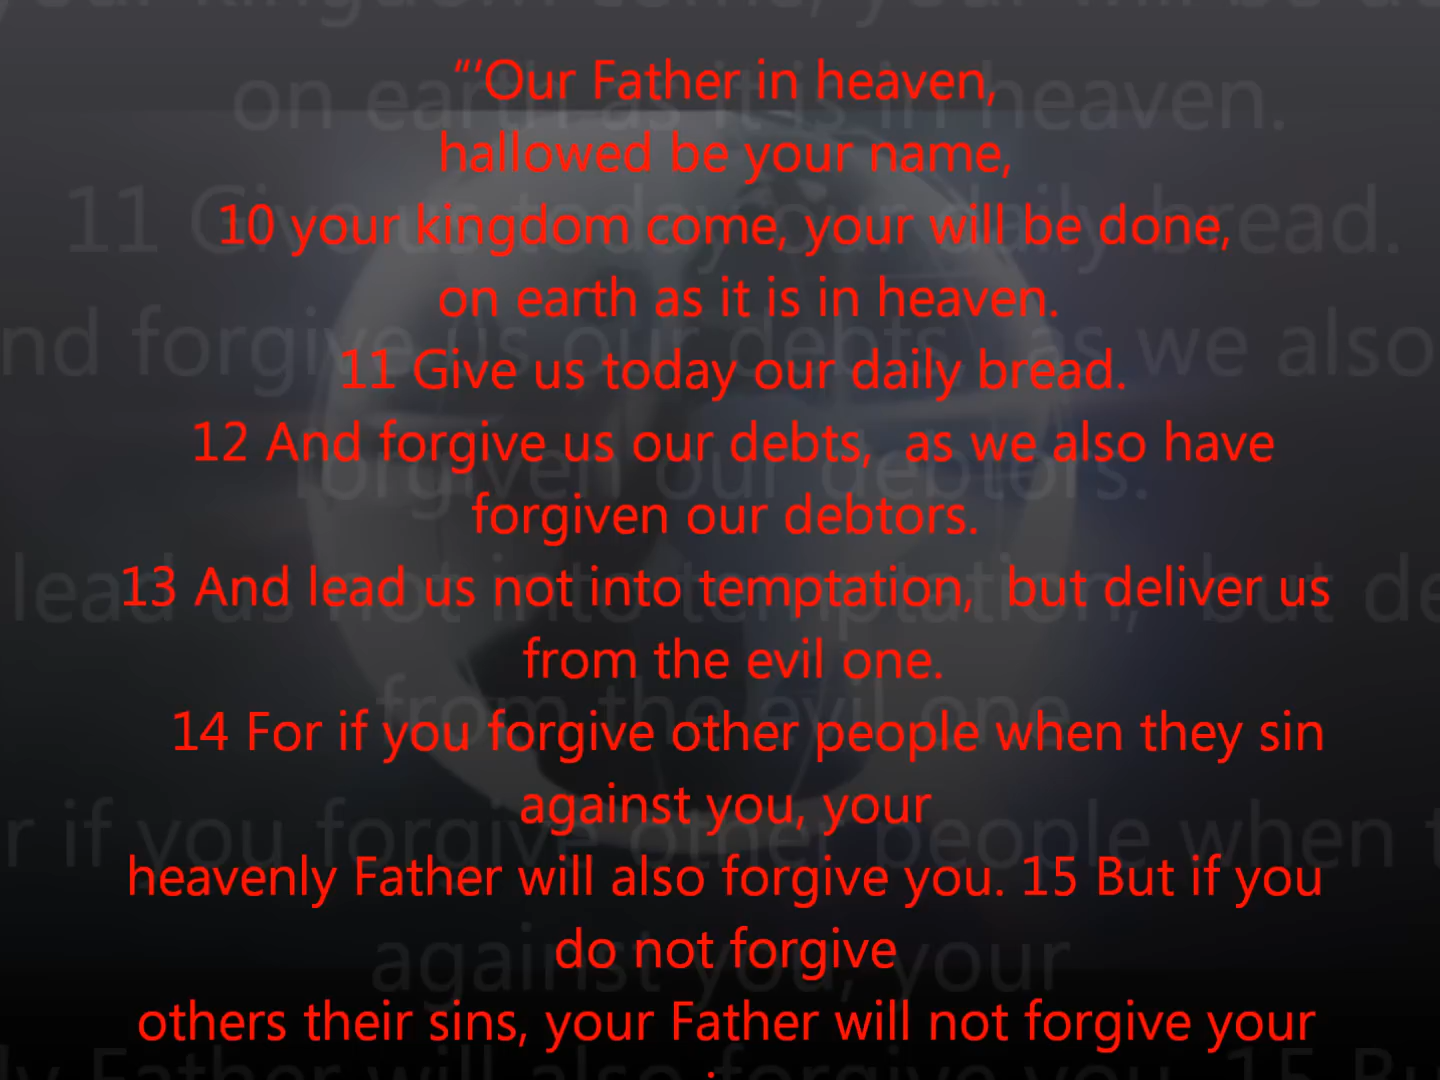 “‘Our Father in heaven,
hallowed be your name,
10 your kingdom come, your will be done,
on earth as it is in heaven.
11 Give us today our daily bread.
12 And forgive us our debts,  as we also have
forgiven our debtors.
13 And lead us not into temptation,  but deliver us
from the evil one.
14 For if you forgive other people when they sin
against you, your
heavenly Father will also forgive you. 15 But if you
do not forgive
others their sins, your Father will not forgive your